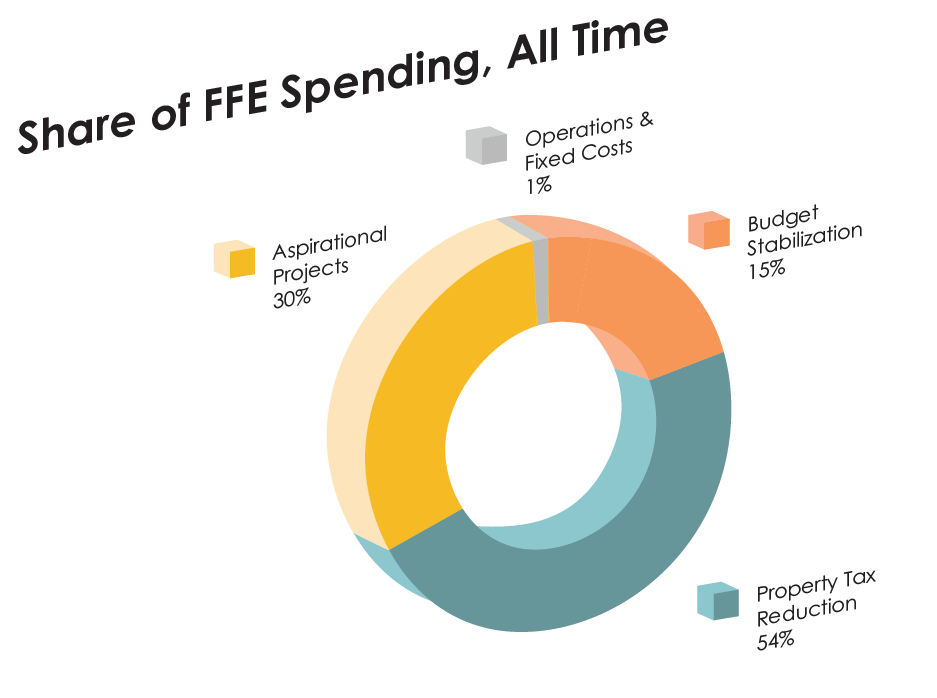 Share of FFE Spending, All Time
Operations &
Fixed Costs
1%
Budget
Stabilization
15%
Aspirational
Projects
30%
Property Tax
Reduction
54%